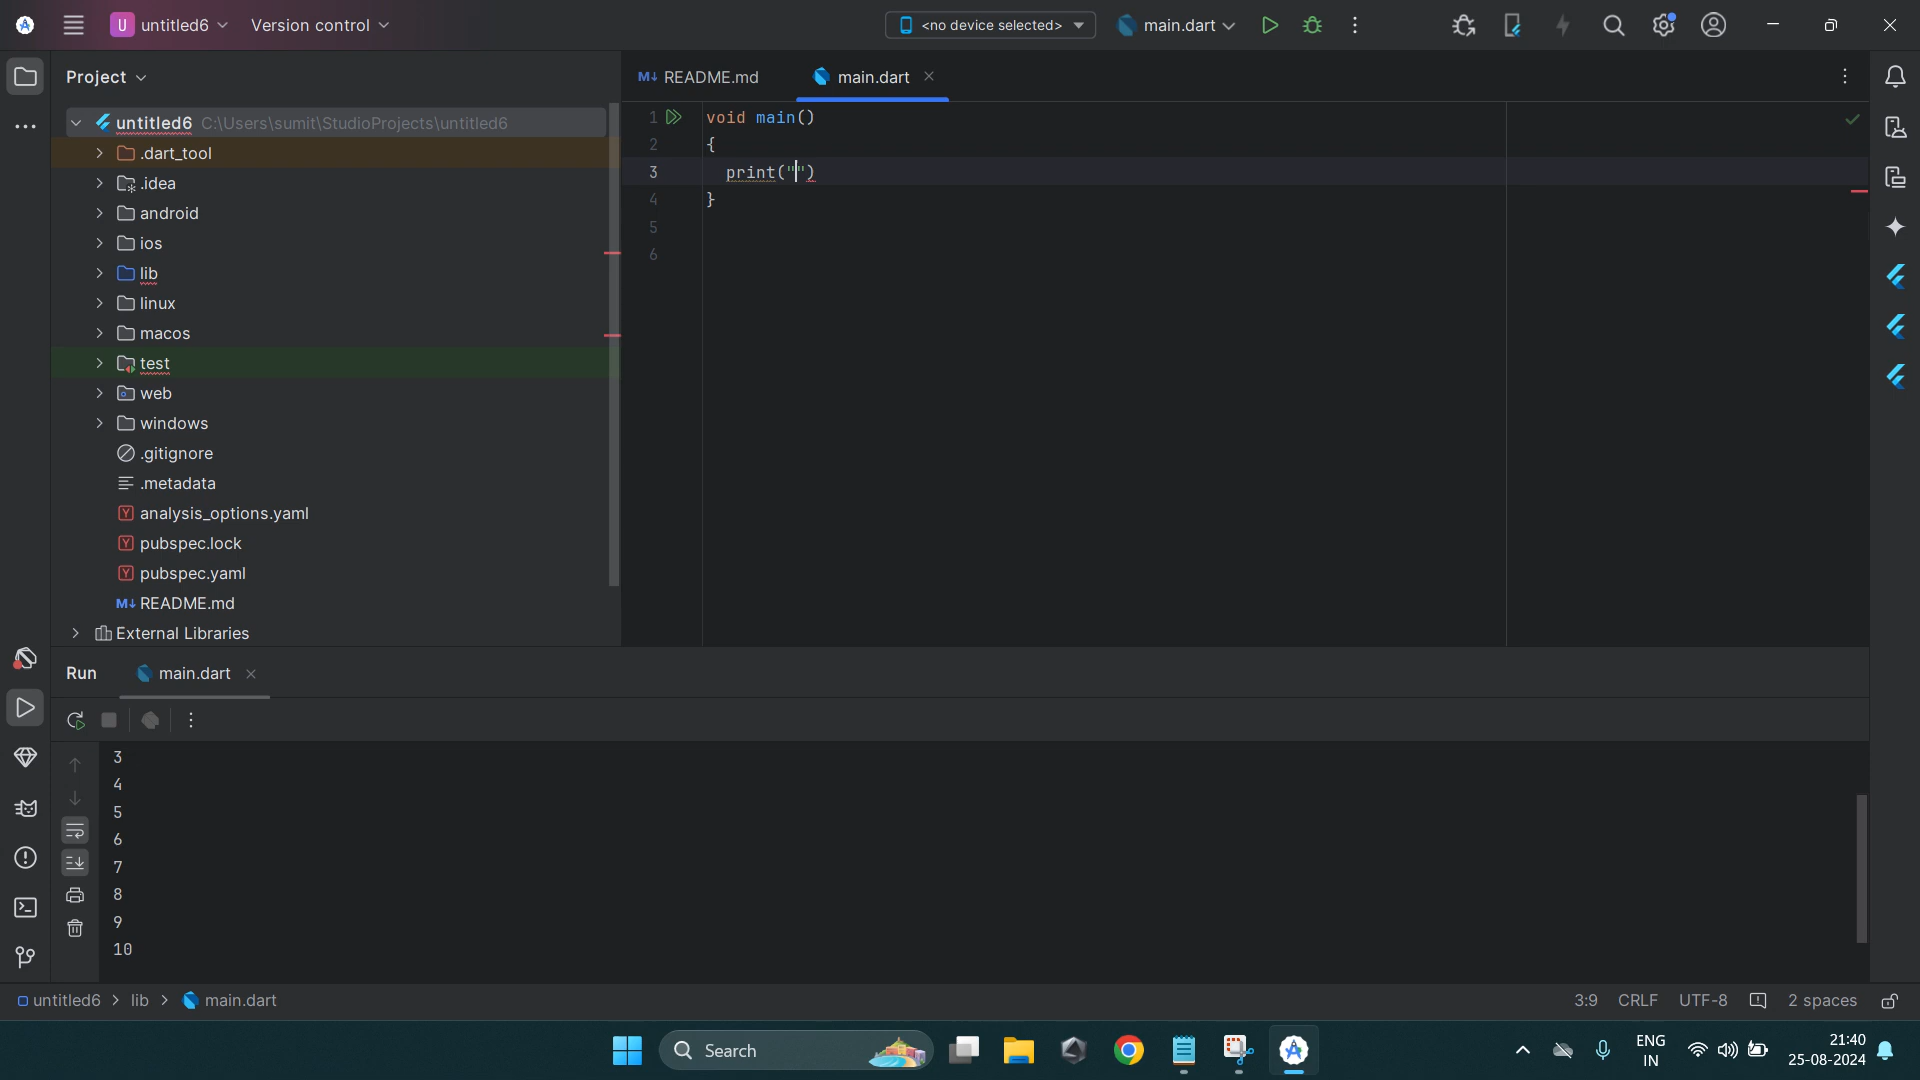 U untitled6 Version control <no device selected> main.dart
Project
README.md main.dart
untitled6 C:\Users\sumit\StudioProjects\untitled6
.dart_tool
.idea
android
ios
lib
linux
macos
test
web
windows
.gitignore
.metadata
Y analysis_options.yaml
Y pubspec.lock
Y pubspec.yaml
M↓ README.md
External Libraries
1 void main()
2 {
3 print("")
4 }
5
6
Run main.dart
3
4
5
6
7
8
9
10
untitled6 > lib > main.dart 3:9 CRLF UTF-8 2 spaces
Search
ENG
IN
21:40
25-08-2024